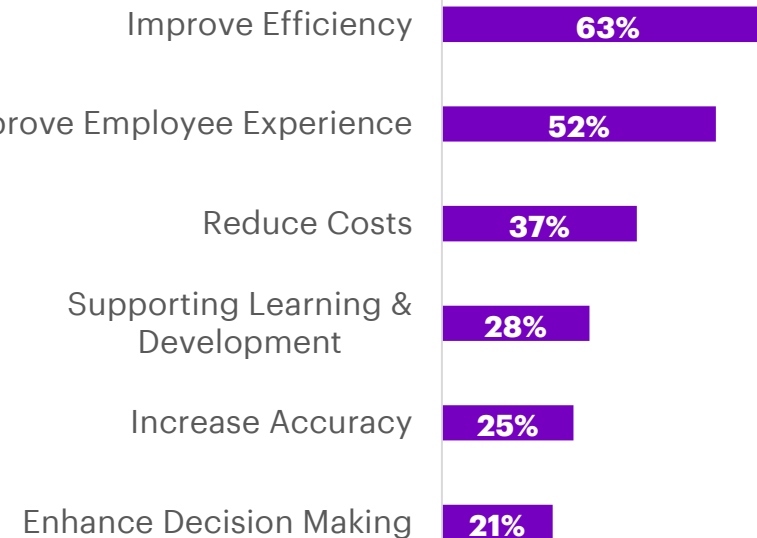 Improve Efficiency 63%
Employee Experience 52%
Reduce Costs 37%
Supporting Learning &
Development 28%
Increase Accuracy 25%
Enhance Decision Making 21%